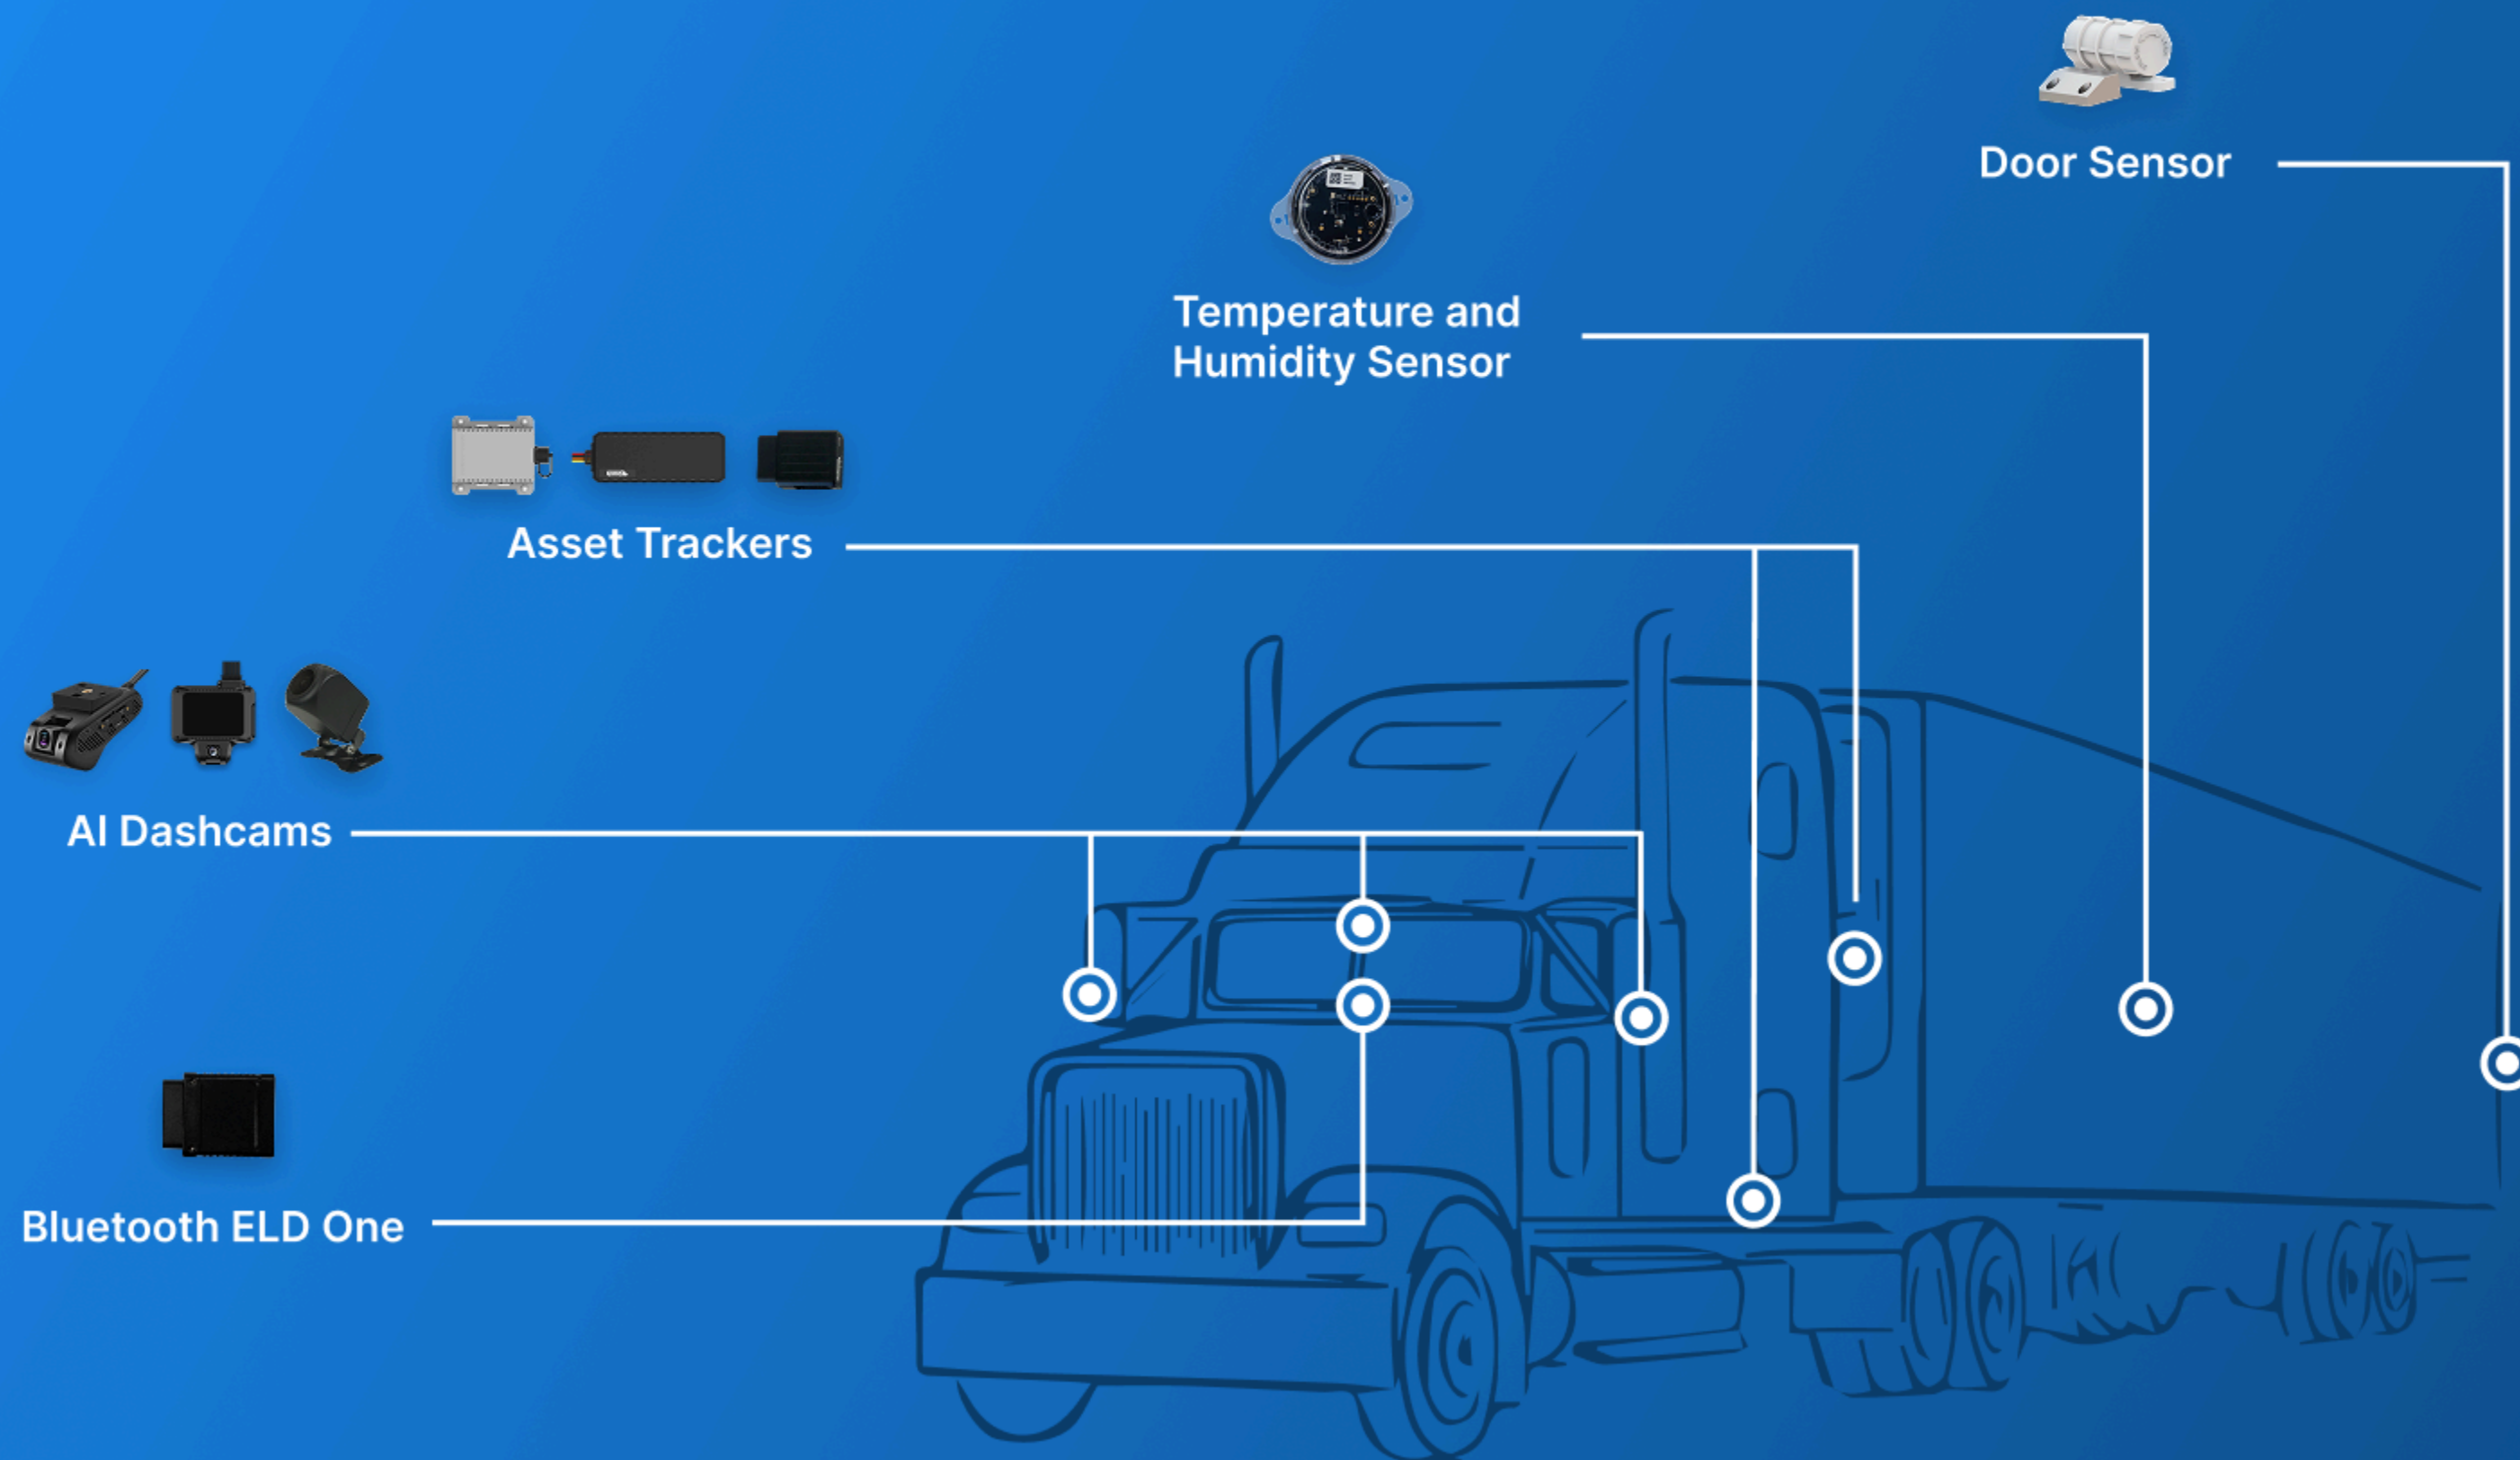 Door Sensor
Temperature and
Humidity Sensor
Asset Trackers
AI Dashcams
Bluetooth ELD One